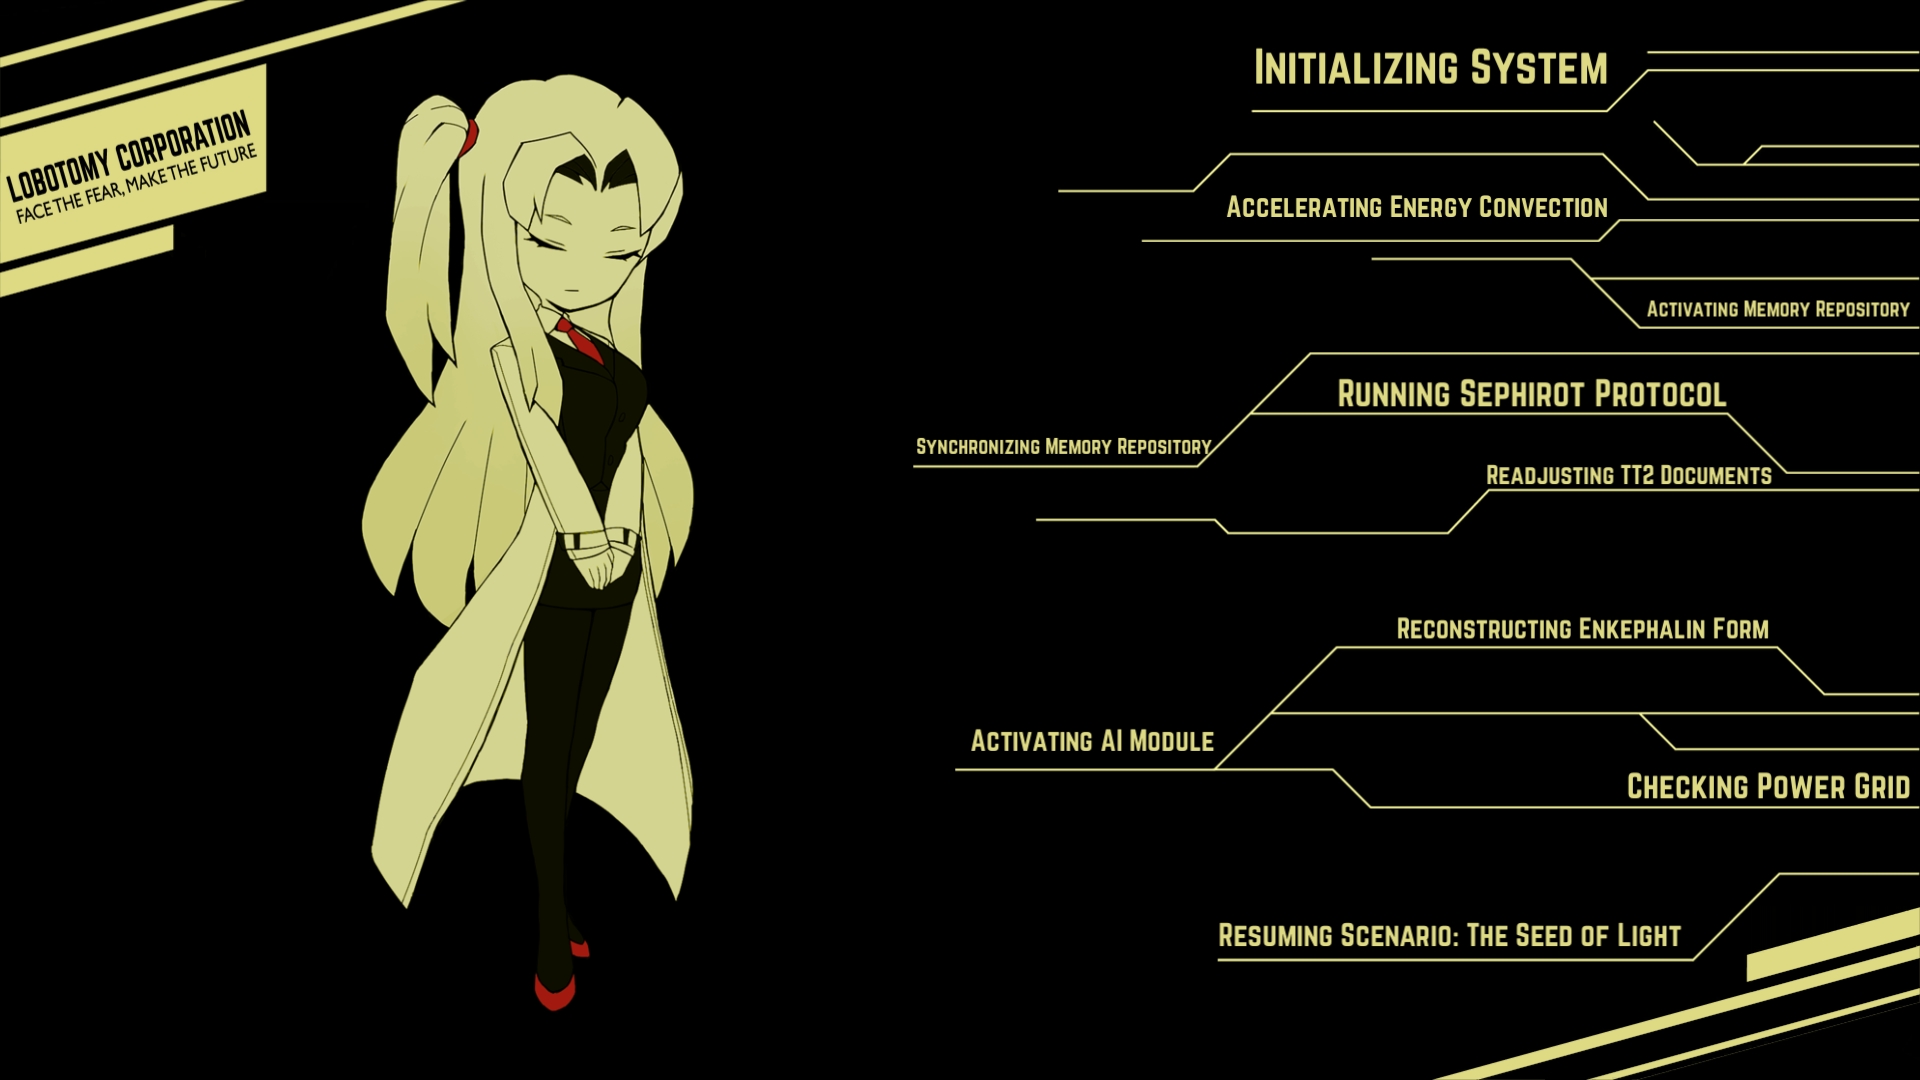 LOBOTOMY CORPORATION
FACE THE FEAR, MAKE THE FUTURE
INITIALIZING SYSTEM
ACCELERATING ENERGY CONVECTION
ACTIVATING MEMORY REPOSITORY
RUNNING SEPHIROT PROTOCOL
SYNCHRONIZING MEMORY REPOSITORY
READJUSTING TT2 DOCUMENTS
RECONSTRUCTING ENKEPHALIN FORM
ACTIVATING AI MODULE
CHECKING POWER GRID
RESUMING SCENARIO: THE SEED OF LIGHT